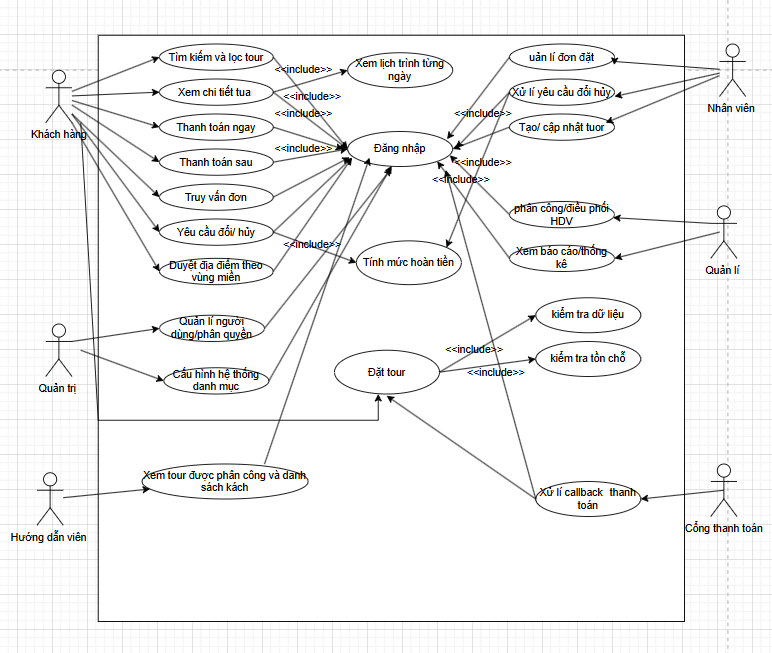 Tìm kiếm và lọc tour
<<include>>
Xem lịch trình từng
ngày
uản lí đơn đặt
Xem chi tiết tua
<<include>>
Xử lí yêu cầu đổi hủy
Nhân viên
Khách hàng
Thanh toán ngay
<<include>>
<<include>>
Tạo/ cập nhật tuor
Thanh toán sau
<<include>>
Đăng nhập
<<include>>
<<include>>
Truy vấn đơn
phân công/điều phối
HDV
Yêu cầu đổi/ hủy
<<include>>
Xem báo cáo/thống
kê
Duyệt địa điểm theo
vùng miền
Tính mức hoàn tiền
Quản lí
Quản lí người
dùng/phân quyền
kiểm tra dữ liệu
<<include>>
kiểm tra tồn chỗ
Quản trị
Cấu hình hệ thống
danh mục
Đặt tour
<<include>>
Xem tour được phân công và danh
sách kách
Xử lí callback thanh
toán
Hướng dẫn viên
Cổng thanh toán